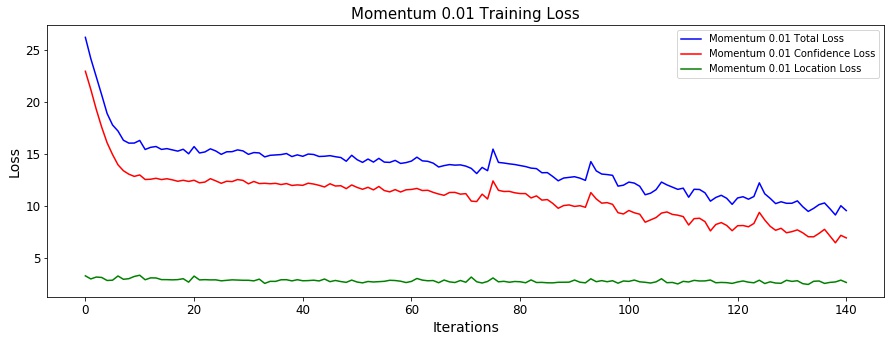 Momentum 0.01 Training Loss
Momentum 0.01 Total Loss
Momentum 0.01 Confidence Loss
Momentum 0.01 Location Loss
Loss
25
20
15
10
5
0 20 40 60 80 100 120 140
Iterations